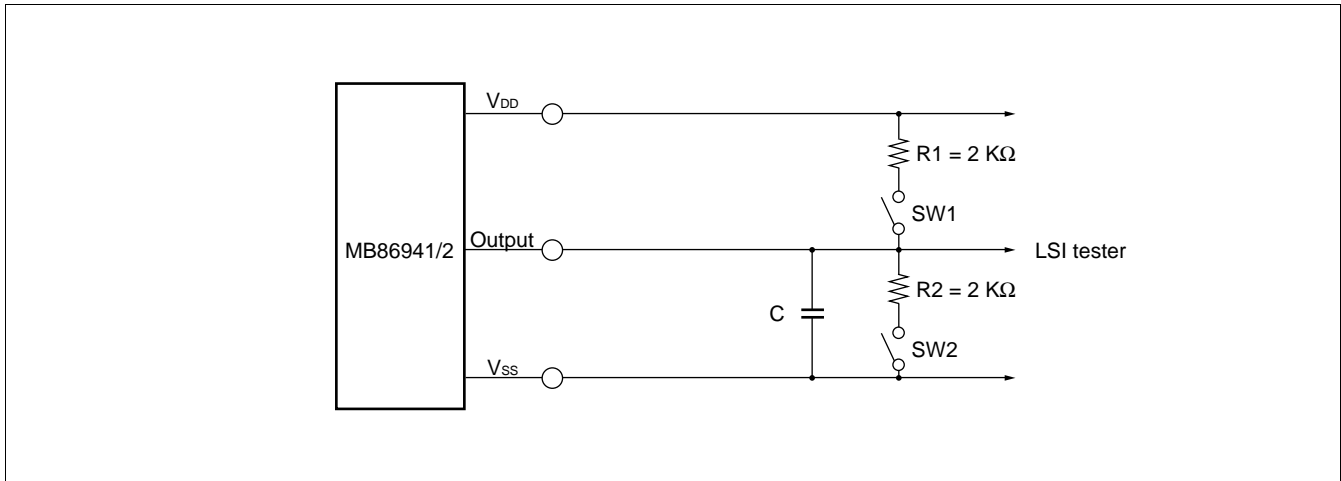 VDD
R1 = 2 KΩ
SW1
MB86941/2
Output
LSI tester
R2 = 2 KΩ
C
SW2
VSS